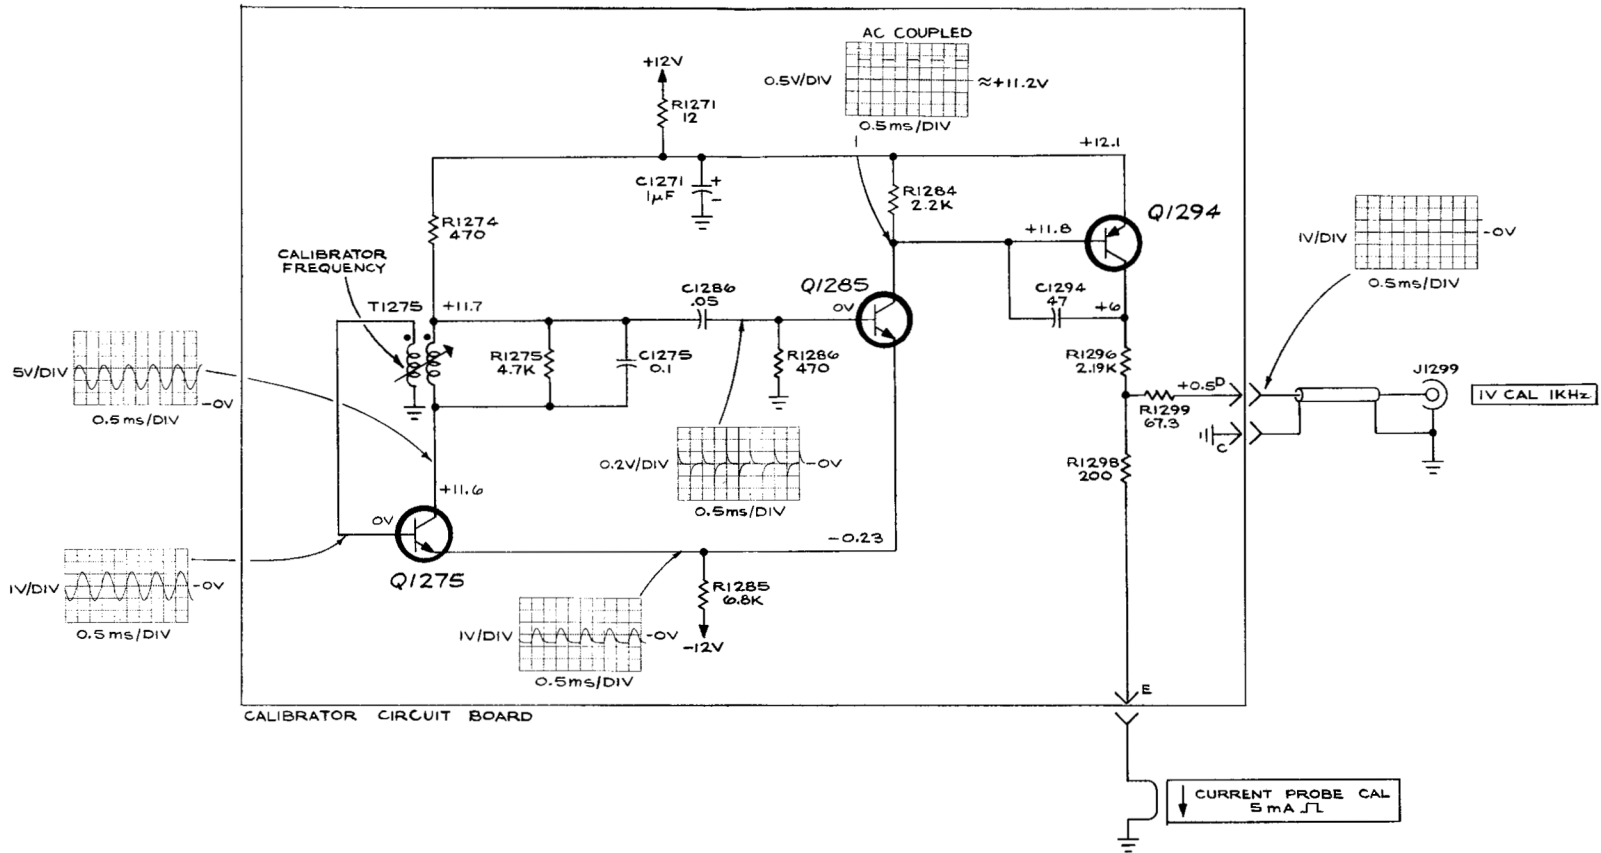 AC COUPLED
0.5V/DIV
≈+11.2V
0.5ms/DIV
+12V
R1271
12
+12.1
C1271
1µF
+
-
R1284
2.2K
Q1294
R1274
470
+11.8
1V/DIV
-0V
0.5ms/DIV
CALIBRATOR
FREQUENCY
T1275
+11.7
C1286
.05
Q1285
0V
C1294
47
+6
R1275
4.7K
C1275
0.1
R1286
470
R1296
2.19K
5V/DIV
-0V
0.5ms/DIV
+0.5
D
J1299
1V CAL 1KHz
R1299
67.3
C
0.2V/DIV
-0V
0.5ms/DIV
R1298
200
+11.6
0V
Q1275
-0.23
1V/DIV
-0V
0.5ms/DIV
R1285
6.8K
-12V
1V/DIV
-0V
0.5ms/DIV
E
CALIBRATOR CIRCUIT BOARD
CURRENT PROBE CAL
5mA